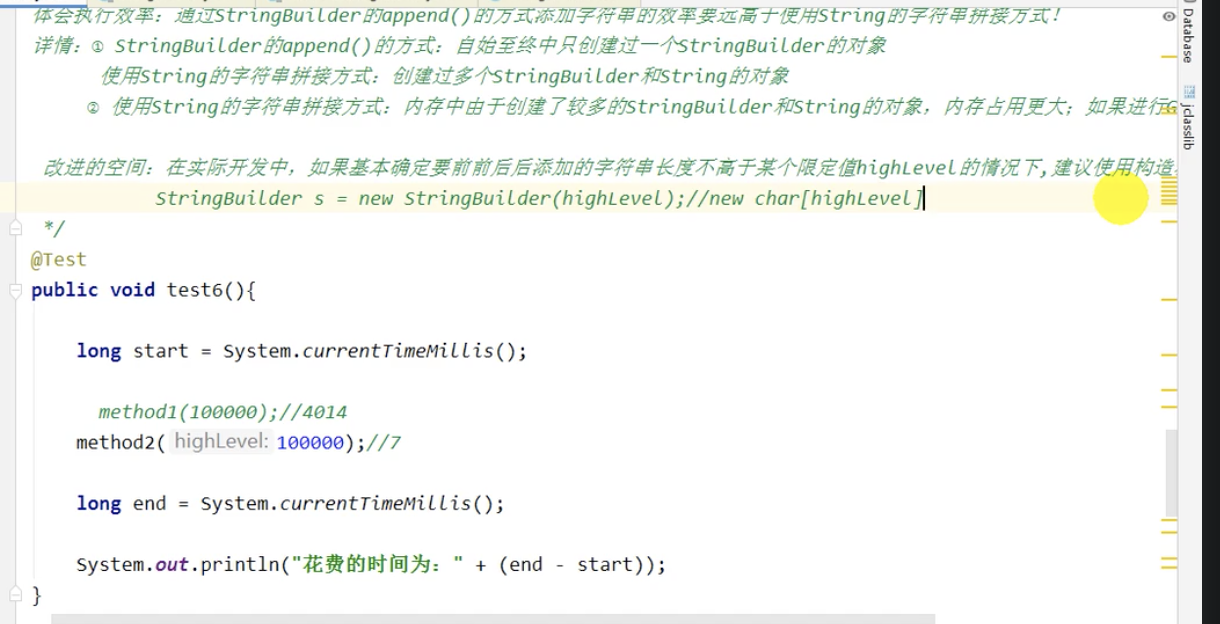 体会执行效率：通过StringBuilder的append()的方式添加字符串的效率要远高于使用String的字符串拼接方式！
详情：① StringBuilder的append()的方式：自始至终中只创建过一个StringBuilder的对象
使用String的字符串拼接方式：创建过多个StringBuilder和String的对象
② 使用String的字符串拼接方式：内存中由于创建了较多的StringBuilder和String的对象，内存占用更大；如果进行G
改进的空间：在实际开发中，如果基本确定要前前后后添加的字符串长度不高于某个限定值highLevel的情况下,建议使用构造
StringBuilder s = new StringBuilder(highLevel);//new char[highLevel]
*/
@Test
public void test6(){
long start = System.currentTimeMillis();
method1(100000);//4014
method2( highLevel: 100000);//7
long end = System.currentTimeMillis();
System.out.println("花费的时间为：" + (end - start));
}
Database
jclasslib